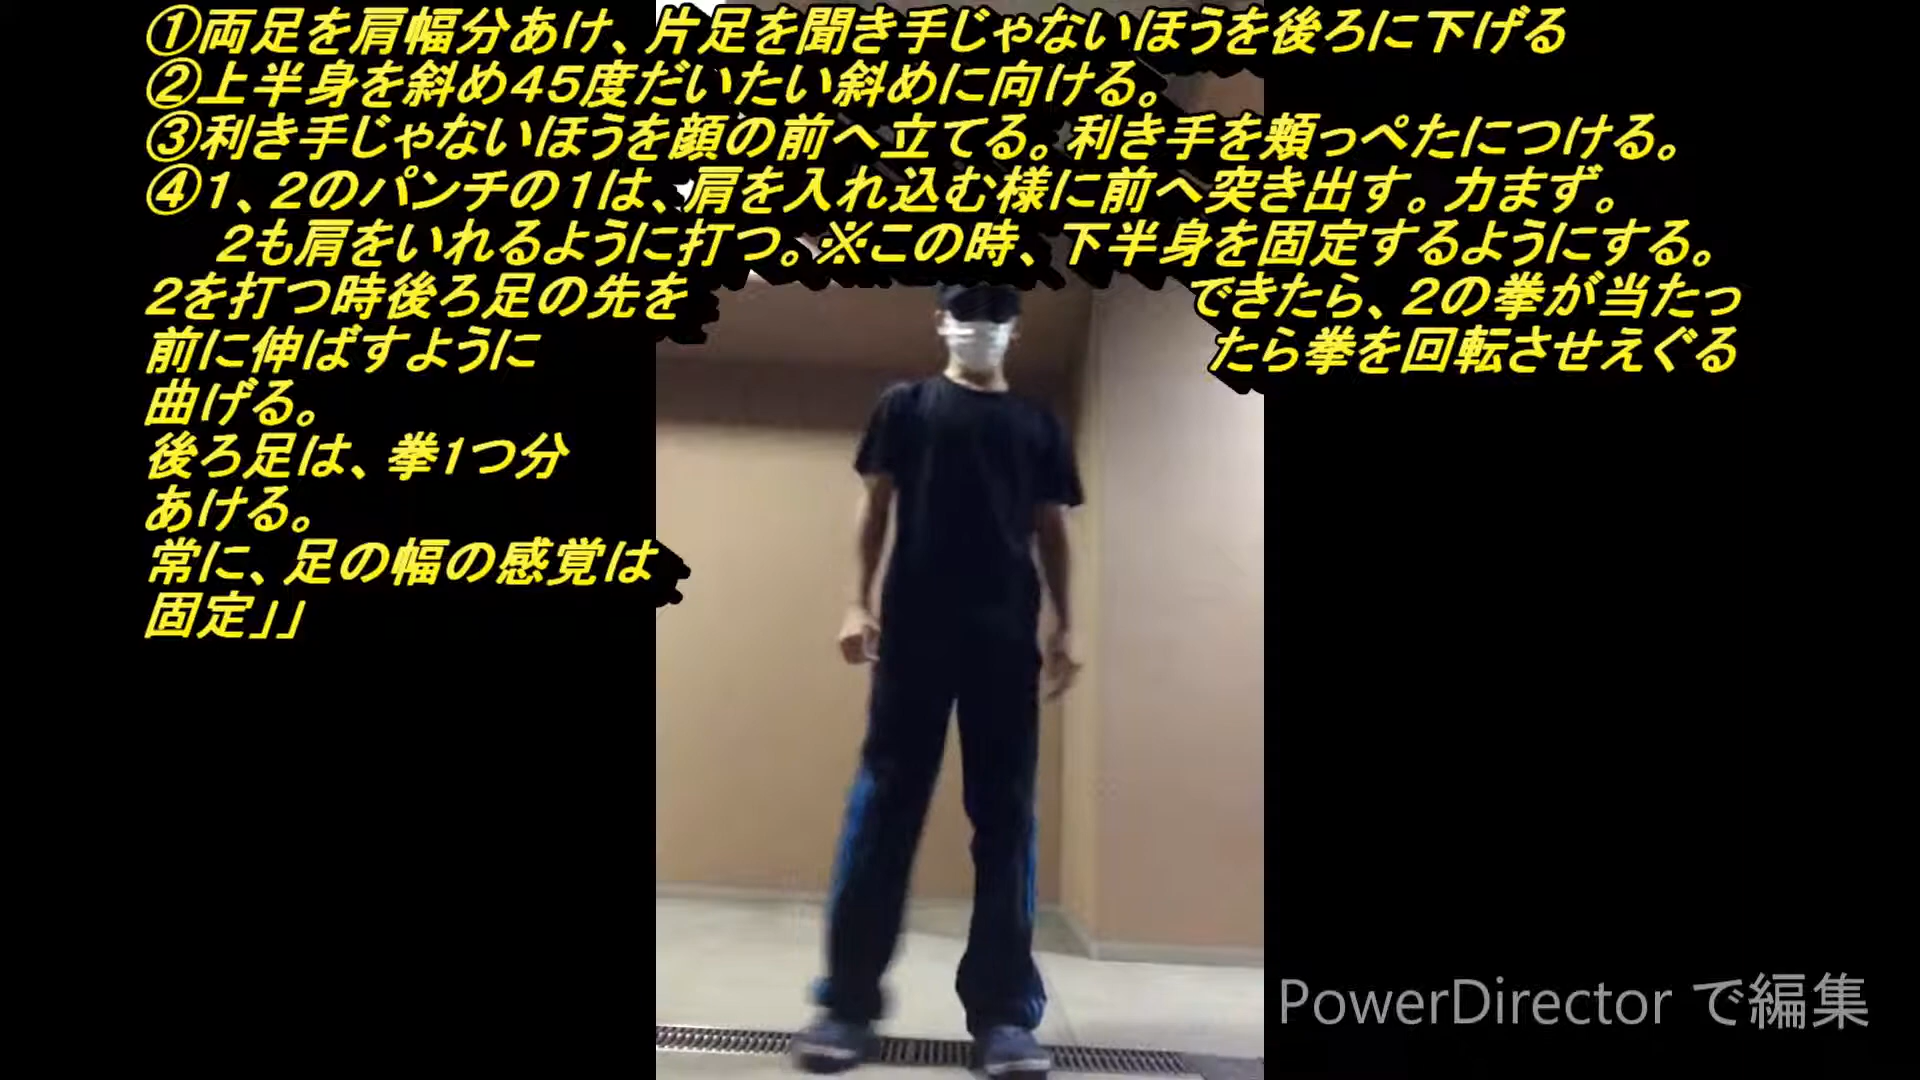 ①両足を肩幅分あけ、片足を聞き手じゃないほうを後ろに下げる
②上半身を斜め45度だいたい斜めに向ける。
③利き手じゃないほうを顔の前へ立てる。利き手を頬っぺたにつける。
④1、2のパンチの1は、肩を入れ込む様に前へ突き出す。力まず。
2も肩をいれるように打つ。※この時、下半身を固定するようにする。
2を打つ時後ろ足の先を
前に伸ばすように
曲げる。
後ろ足は、拳1つ分
あける。
常に、足の幅の感覚は
固定」」
できたら、2の拳が当たっ
たら拳を回転させえぐる
PowerDirector で編集